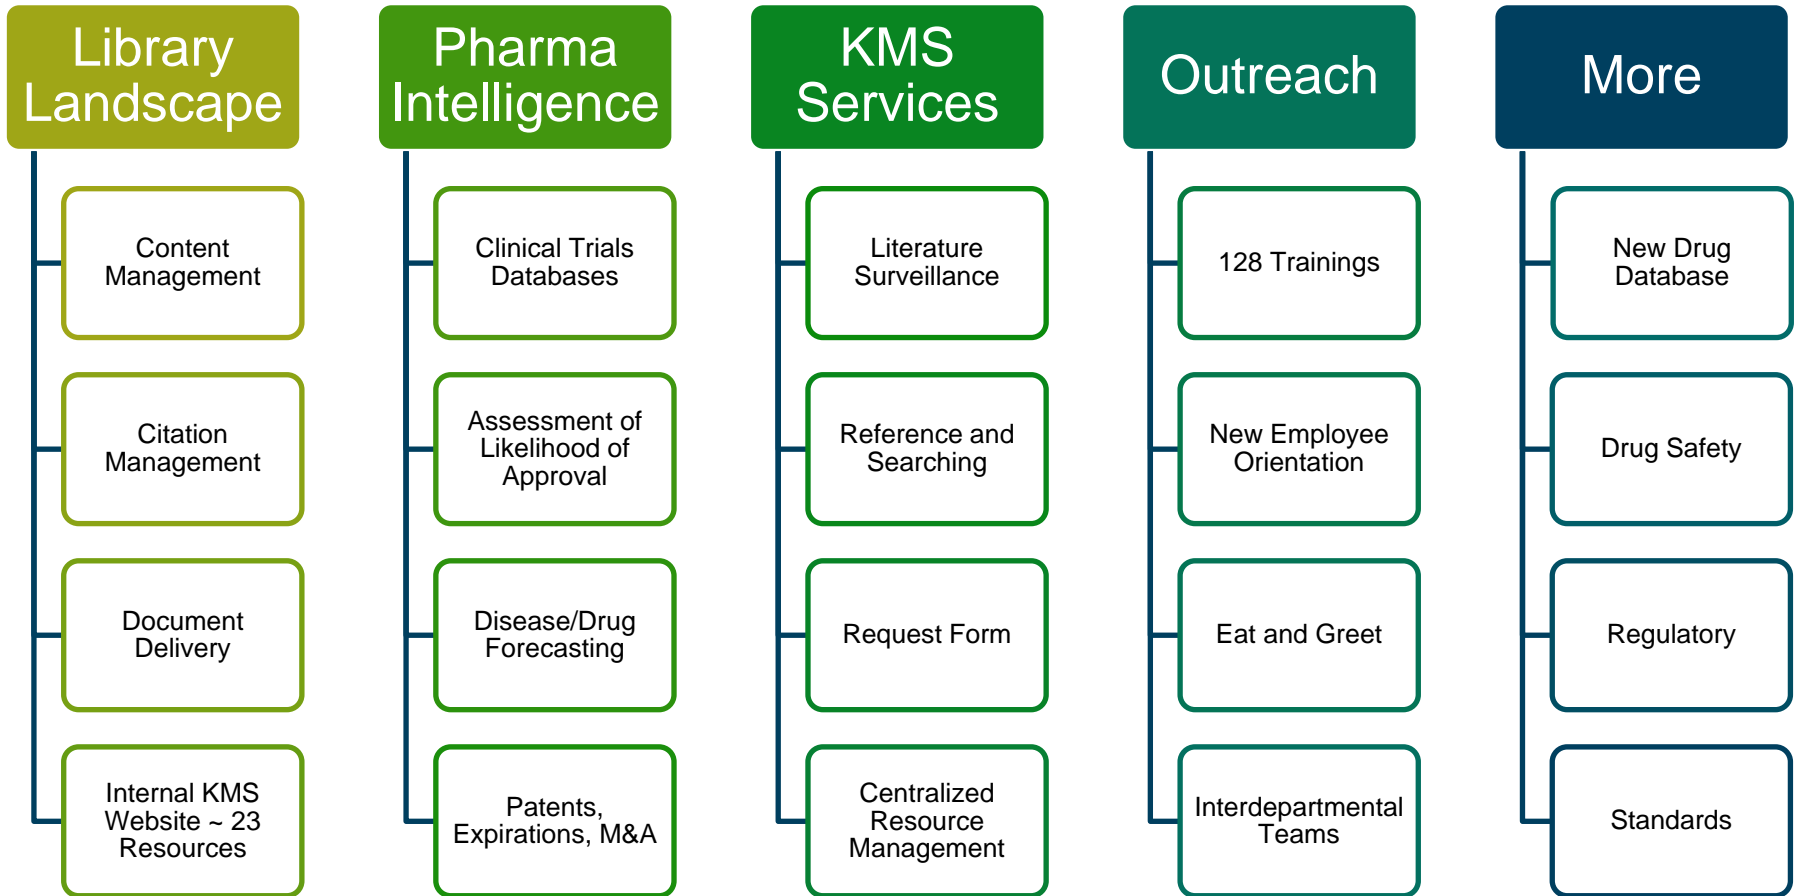 Library
Landscape
Content
Management
Citation
Management
Document
Delivery
Internal KMS
Website ~ 23
Resources
Pharma
Intelligence
Clinical Trials
Databases
Assessment of
Likelihood of
Approval
Disease/Drug
Forecasting
Patents,
Expirations, M&A
KMS
Services
Literature
Surveillance
Reference and
Searching
Request Form
Centralized
Resource
Management
Outreach
128 Trainings
New Employee
Orientation
Eat and Greet
Interdepartmental
Teams
More
New Drug
Database
Drug Safety
Regulatory
Standards